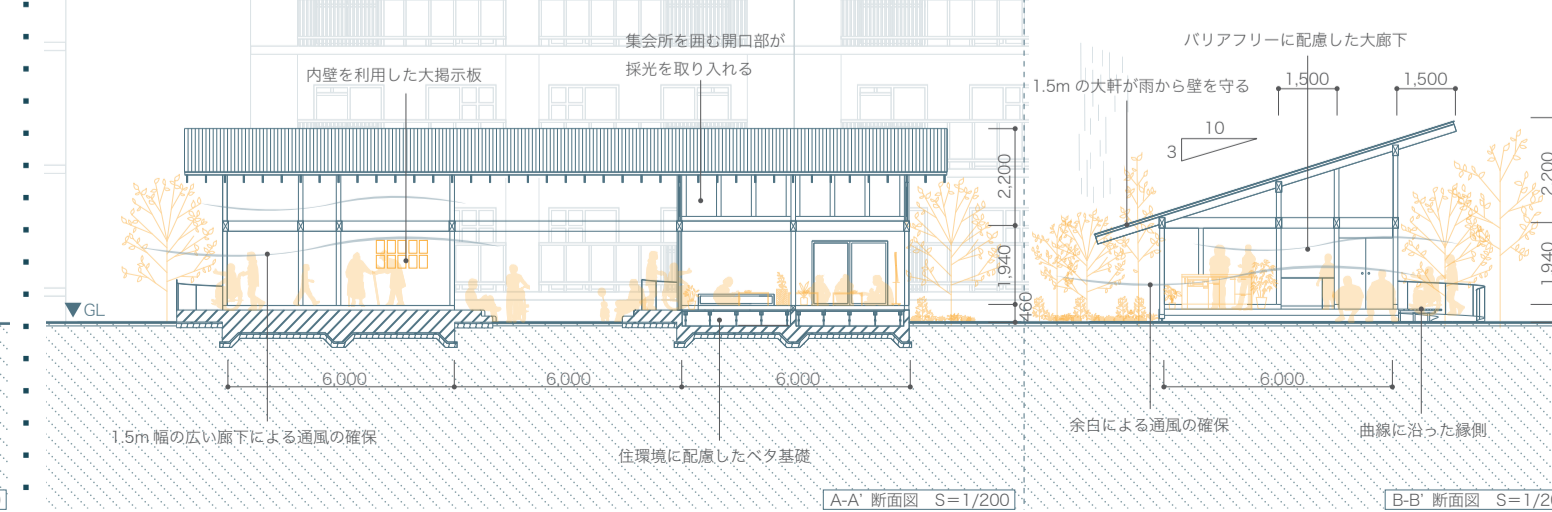 集会所を囲む開口部が
採光を取り入れる
内壁を利用した大掲示板
2,200
1,940
460
GL
6,000
6,000
6,000
1.5m 幅の広い廊下による通風の確保
住環境に配慮したベタ基礎
A-A’ 断面図 S=1/200
バリアフリーに配慮した大廊下
1.5m の大軒が雨から壁を守る
1,500
1,500
10
3
2,200
1,940
6,000
余白による通風の確保
曲線に沿った縁側
B-B’ 断面図 S=1/20